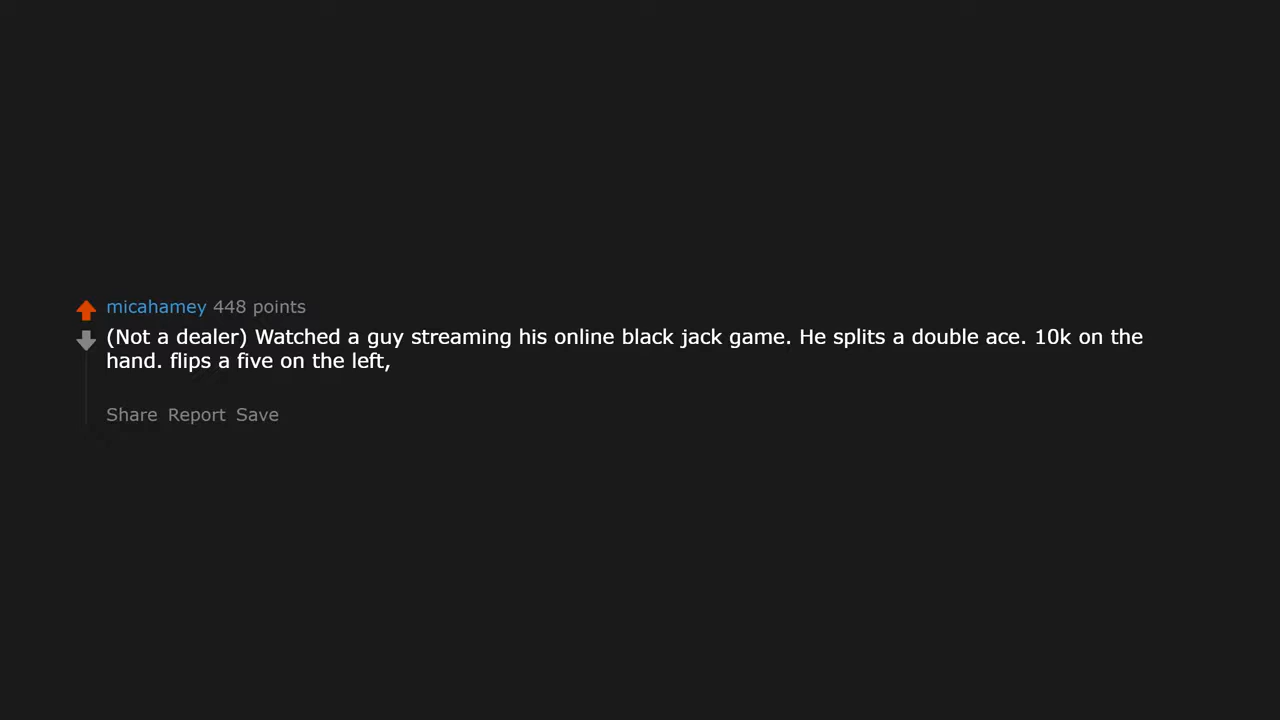 micahamey 448 points
(Not a dealer) Watched a guy streaming his online black jack game. He splits a double ace. 10k on the
hand. flips a five on the left,
Share Report Save